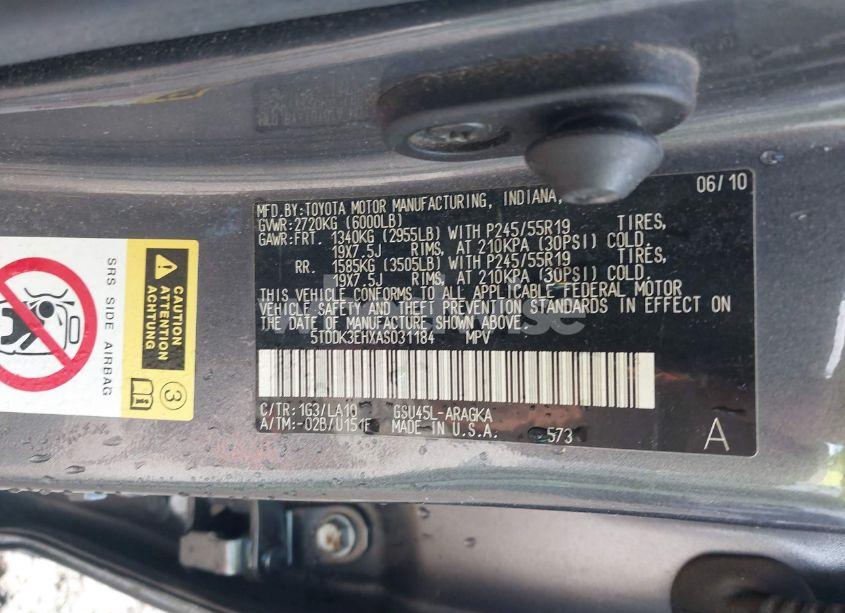 MFD.BY:TOYOTA MOTOR MANUFACTURING, INDIANA, 06/10
GVWR:2720KG (6000LB)
GAWR:FRT. 1340KG (2955LB) WITH P245/55R19 TIRES,
19X7.5J RIMS, AT 210KPA (30PSI) COLD.
RR. 1585KG (3505LB) WITH P245/55R19 TIRES,
19X7.5J RIMS, AT 210KPA (30PSI) COLD.
THIS VEHICLE CONFORMS TO ALL APPLICABLE FEDERAL MOTOR
VEHICLE SAFETY AND THEFT PREVENTION STANDARDS IN EFFECT ON
THE DATE OF MANUFACTURE SHOWN ABOVE.
5TDDK3EHXAS031184 MPV
C/TR:1G3/LA10 GSU45L-ARAGKA
A/TM:-02B/U151F MADE IN U.S.A. 573
A
SRS SIDE AIRBAG
CAUTION
ATTENTION
3